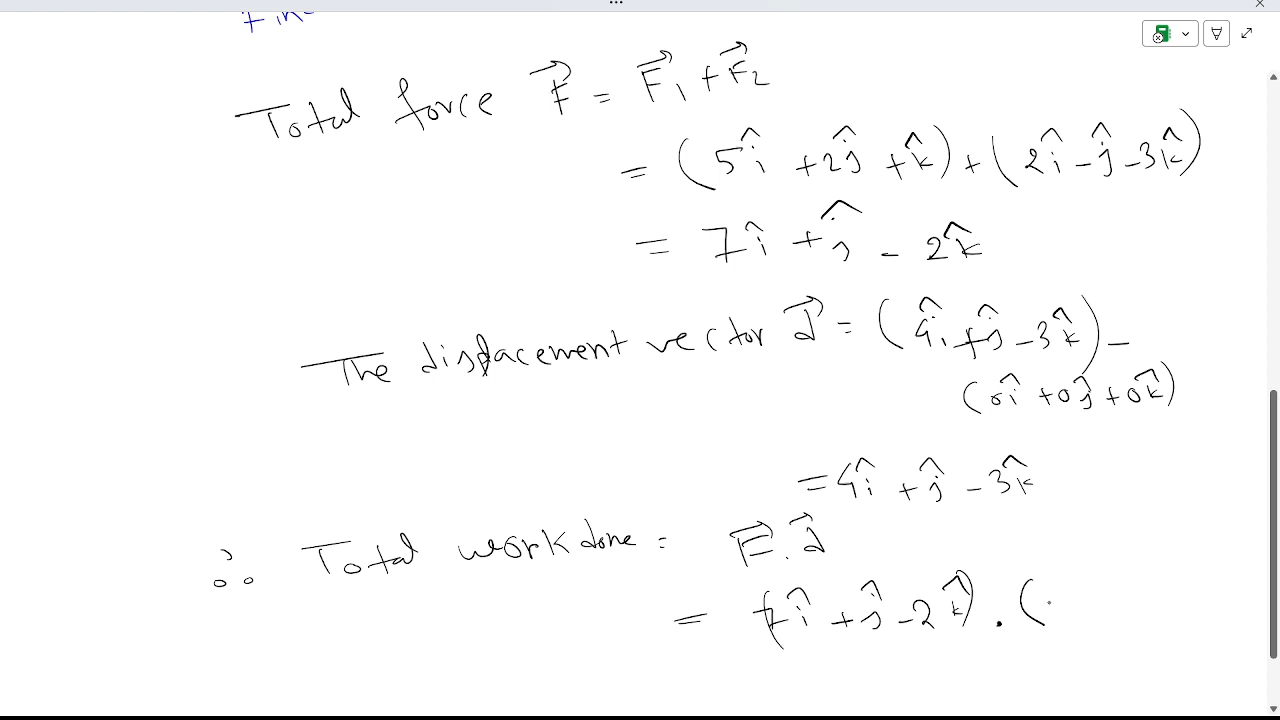 Total force F⃗ = F⃗₁ + F⃗₂
= (5î + 2ĵ + k̂) + (2î - ĵ - 3k̂)
= 7î + ĵ - 2k̂
The displacement vector d⃗ = (4î + ĵ - 3k̂) -
(0î + 0ĵ + 0k̂)
= 4î + ĵ - 3k̂
∴ Total work done = F⃗ . d⃗
= (7î + ĵ - 2k̂) . (